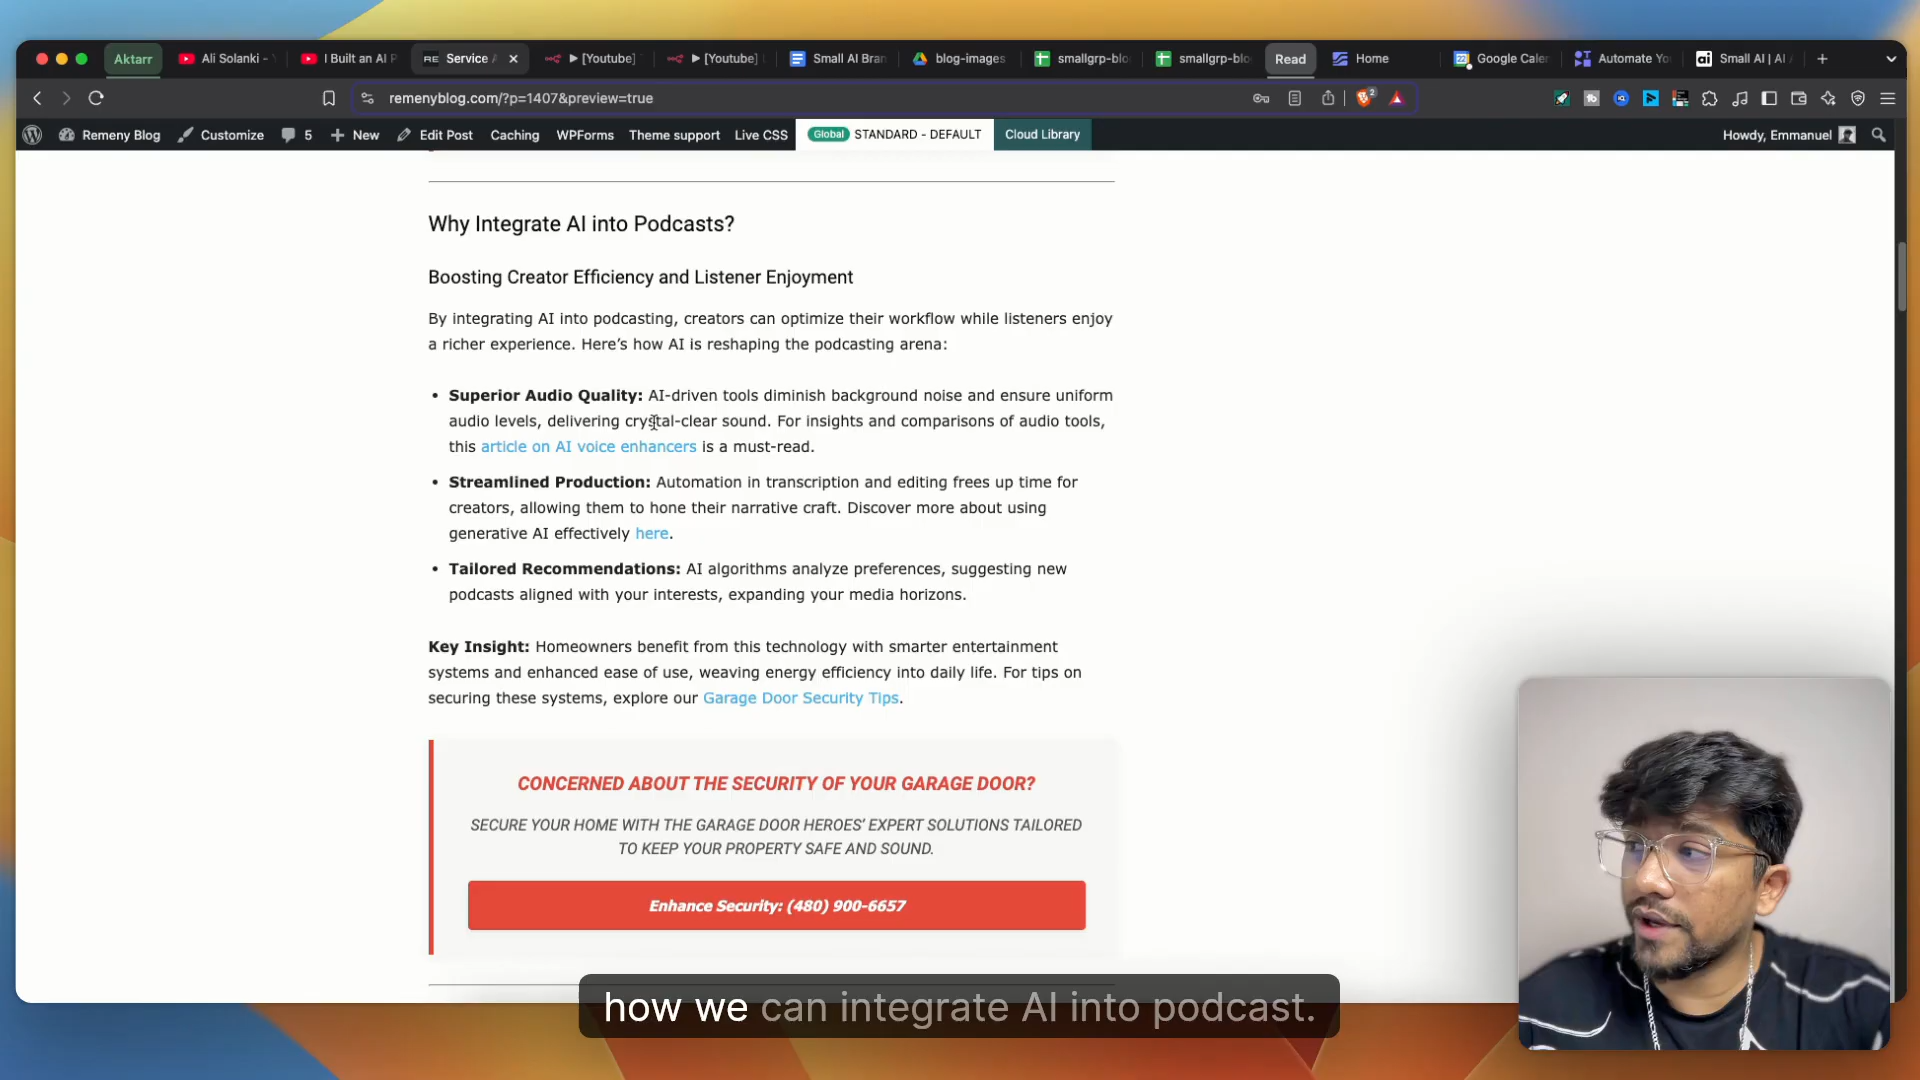 Aktarr
Ali Solanki -
I Built an AI P
RE Service
[Youtube]
[Youtube]
Small AI Bran
blog-images
smallgrp-blo
smallgrp-blo
Read
Home
Google Caler
Automate Yo
ai Small AI | AI
remenyblog.com/?p=1407&preview=true
2
Remeny Blog
Customize
5
New
Edit Post
Caching
WPForms
Theme support
Live CSS
Global STANDARD - DEFAULT
Cloud Library
Howdy, Emmanuel
Why Integrate AI into Podcasts?
Boosting Creator Efficiency and Listener Enjoyment
By integrating AI into podcasting, creators can optimize their workflow while listeners enjoy
a richer experience. Here's how AI is reshaping the podcasting arena:
• Superior Audio Quality: AI-driven tools diminish background noise and ensure uniform
audio levels, delivering crystal-clear sound. For insights and comparisons of audio tools,
this article on AI voice enhancers is a must-read.
• Streamlined Production: Automation in transcription and editing frees up time for
creators, allowing them to hone their narrative craft. Discover more about using
generative AI effectively here.
• Tailored Recommendations: AI algorithms analyze preferences, suggesting new
podcasts aligned with your interests, expanding your media horizons.
Key Insight: Homeowners benefit from this technology with smarter entertainment
systems and enhanced ease of use, weaving energy efficiency into daily life. For tips on
securing these systems, explore our Garage Door Security Tips.
CONCERNED ABOUT THE SECURITY OF YOUR GARAGE DOOR?
SECURE YOUR HOME WITH THE GARAGE DOOR HEROES' EXPERT SOLUTIONS TAILORED
TO KEEP YOUR PROPERTY SAFE AND SOUND.
Enhance Security: (480) 900-6657
how we can integrate AI into podcast.